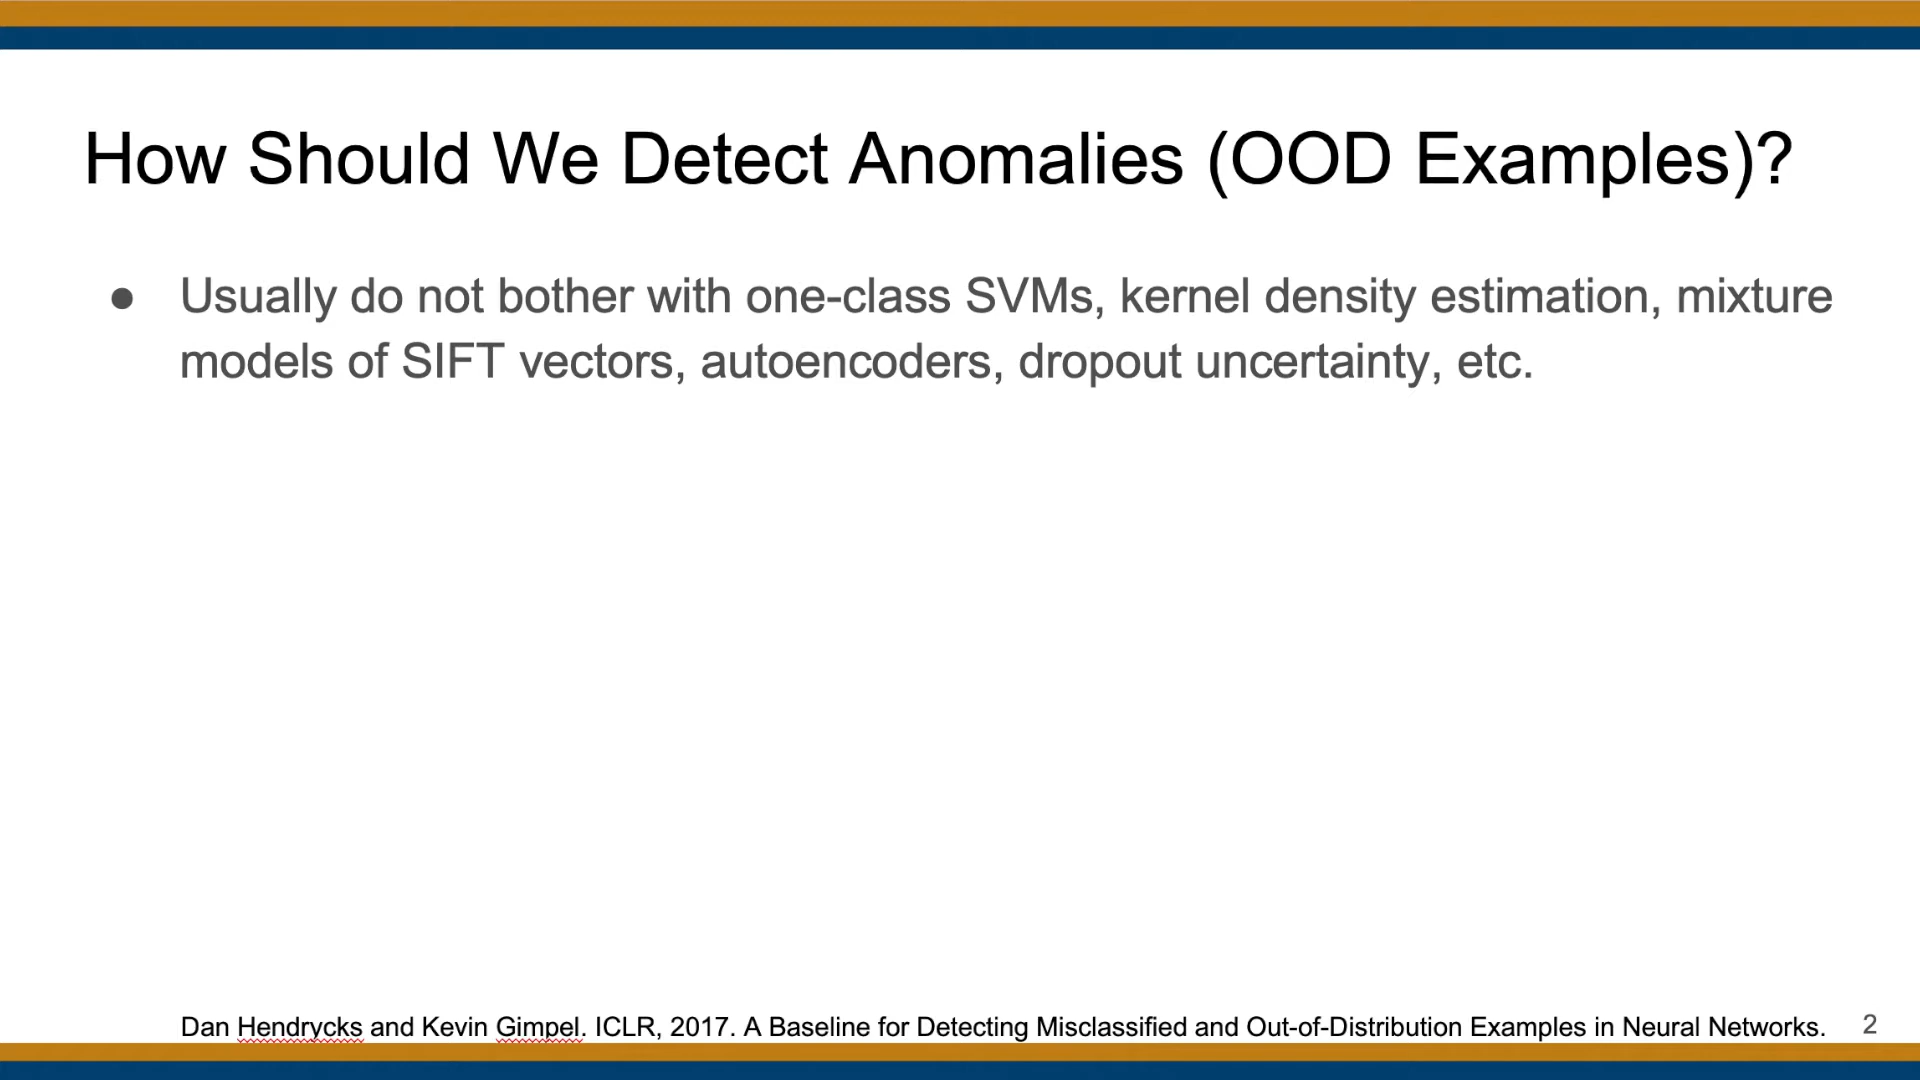 How Should We Detect Anomalies (OOD Examples)?
● Usually do not bother with one-class SVMs, kernel density estimation, mixture
models of SIFT vectors, autoencoders, dropout uncertainty, etc.
Dan Hendrycks and Kevin Gimpel. ICLR, 2017. A Baseline for Detecting Misclassified and Out-of-Distribution Examples in Neural Networks.
2